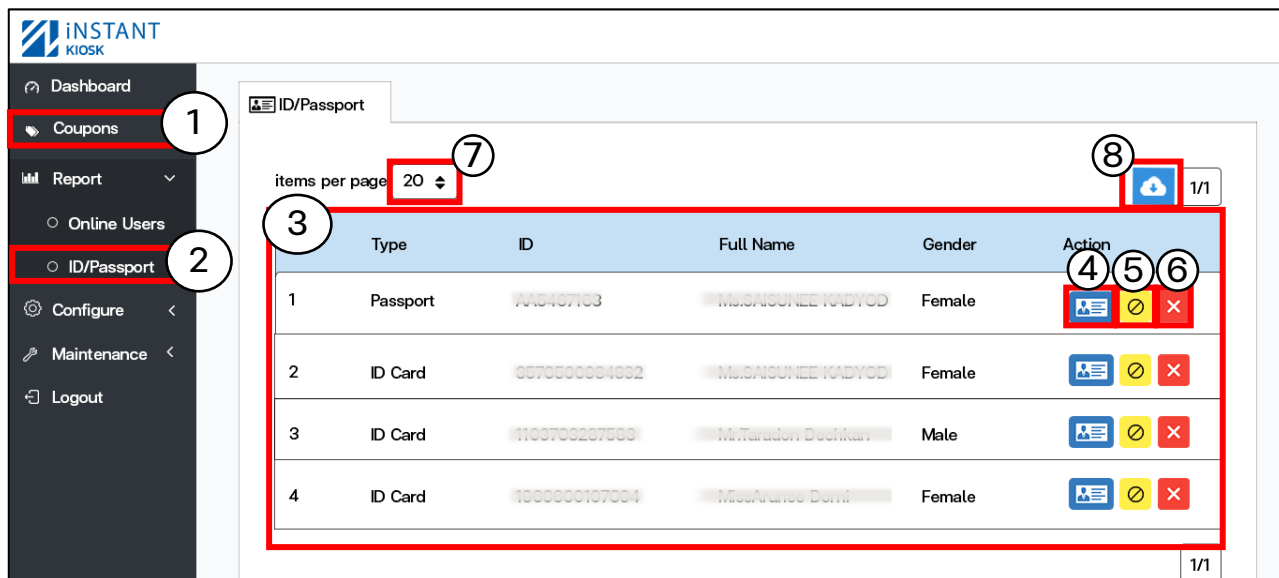 iNSTANT
KIOSK
Dashboard
Coupons
1
Report
Online Users
ID/Passport
2
Configure
Maintenance
Logout
ID/Passport
items per page 20
7
8
1/1
3
Type ID Full Name Gender Action
4 5 6
1 Passport Female
2 ID Card Female
3 ID Card Male
4 ID Card Female
1/1